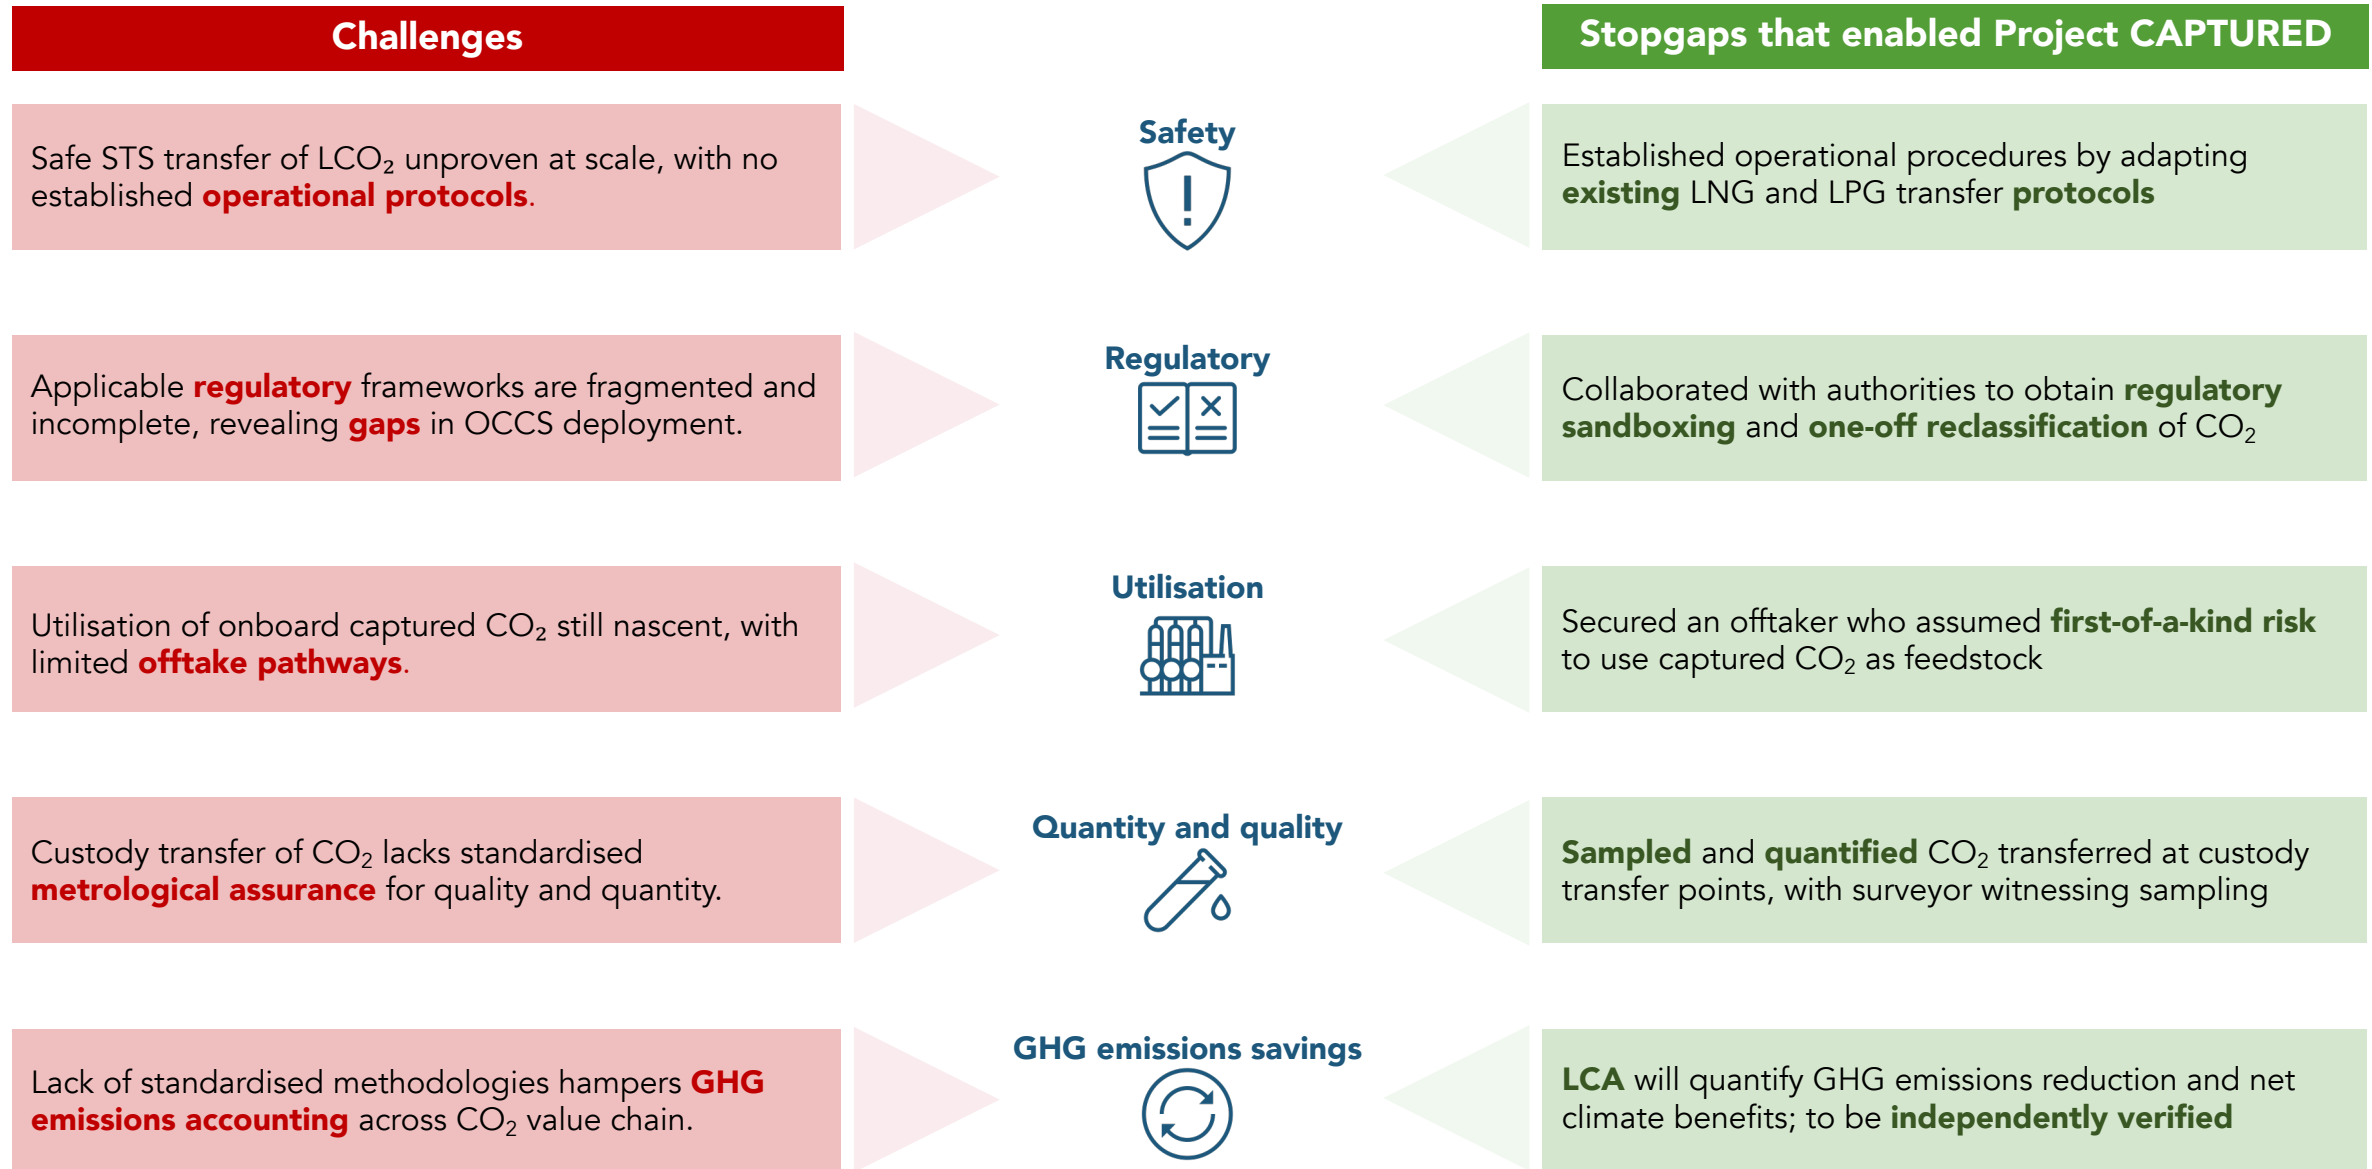 Challenges
Stopgaps that enabled Project CAPTURED
Safe STS transfer of LCO₂ unproven at scale, with no
established operational protocols.
Safety
Established operational procedures by adapting
existing LNG and LPG transfer protocols
Applicable regulatory frameworks are fragmented and
incomplete, revealing gaps in OCCS deployment.
Regulatory
Collaborated with authorities to obtain regulatory
sandboxing and one-off reclassification of CO₂
Utilisation of onboard captured CO₂ still nascent, with
limited offtake pathways.
Utilisation
Secured an offtaker who assumed first-of-a-kind risk
to use captured CO₂ as feedstock
Custody transfer of CO₂ lacks standardised
metrological assurance for quality and quantity.
Quantity and quality
Sampled and quantified CO₂ transferred at custody
transfer points, with surveyor witnessing sampling
Lack of standardised methodologies hampers GHG
emissions accounting across CO₂ value chain.
GHG emissions savings
LCA will quantify GHG emissions reduction and net
climate benefits; to be independently verified